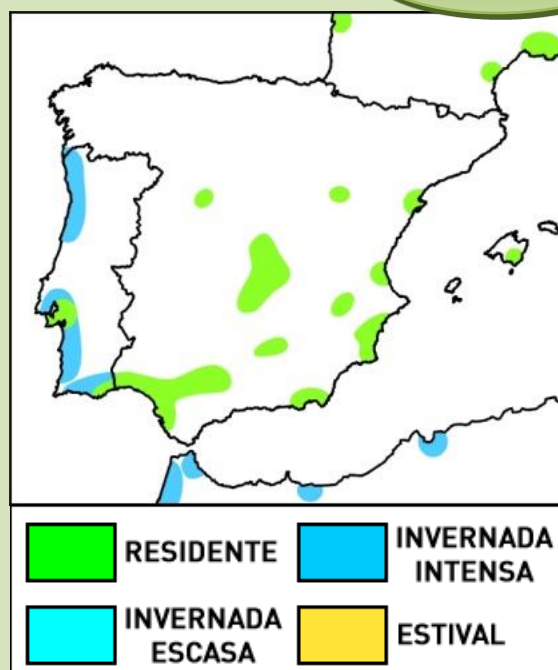 RESIDENTE
INVERNADA
INTENSA
INVERNADA
ESCASA
ESTIVAL